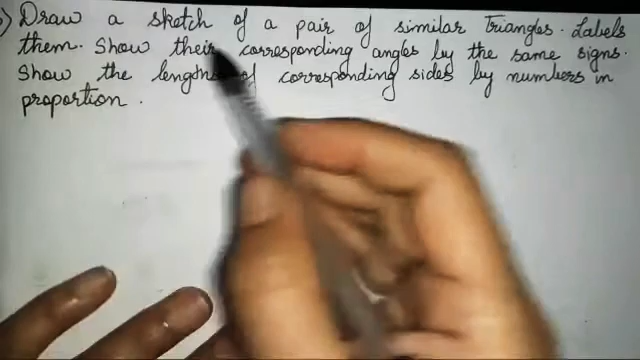 ) Draw a sketch of a pair of similar Triangles. Labels
them. Show their corresponding angles by the same signs.
Show the lengths of corresponding sides by numbers in
proportion.